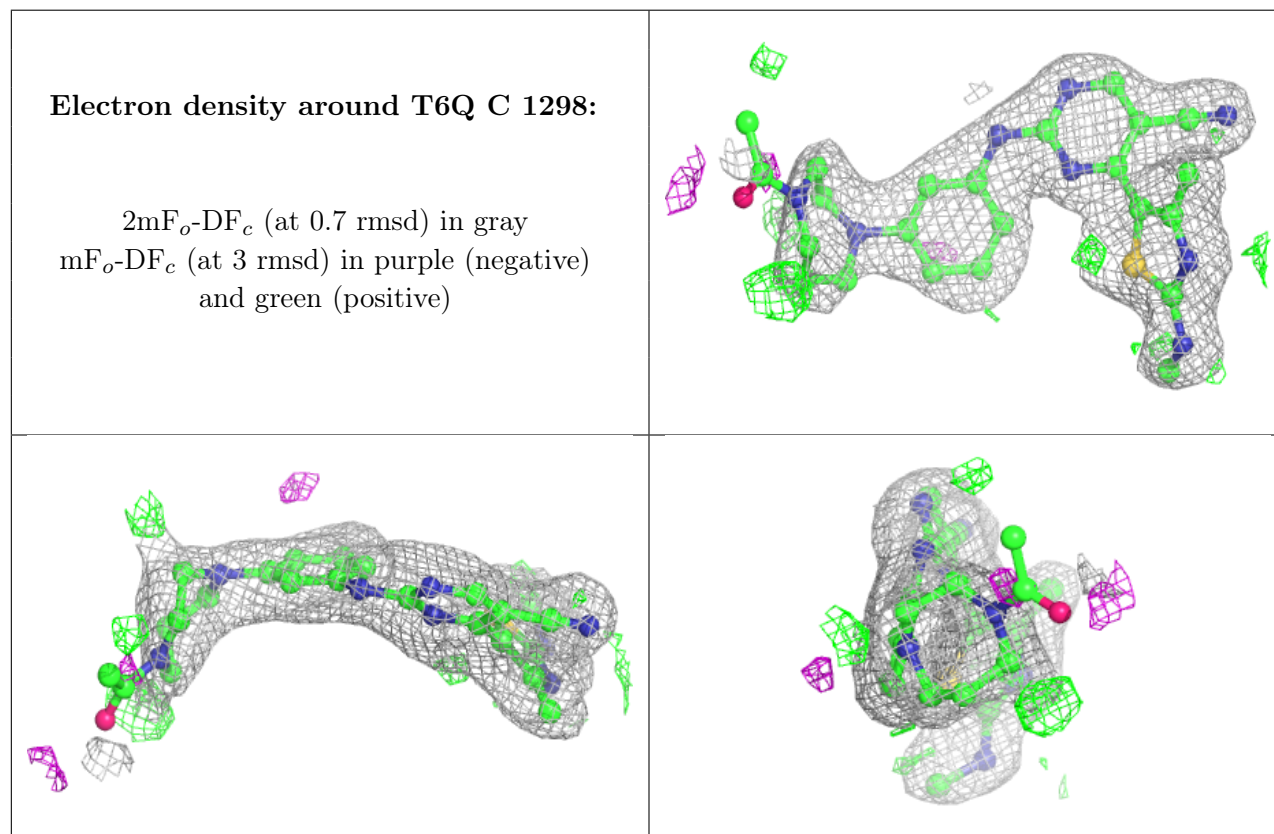 Electron density around T6Q C 1298:
2mFo-DFc (at 0.7 rmsd) in gray
mFo-DFc (at 3 rmsd) in purple (negative)
and green (positive)